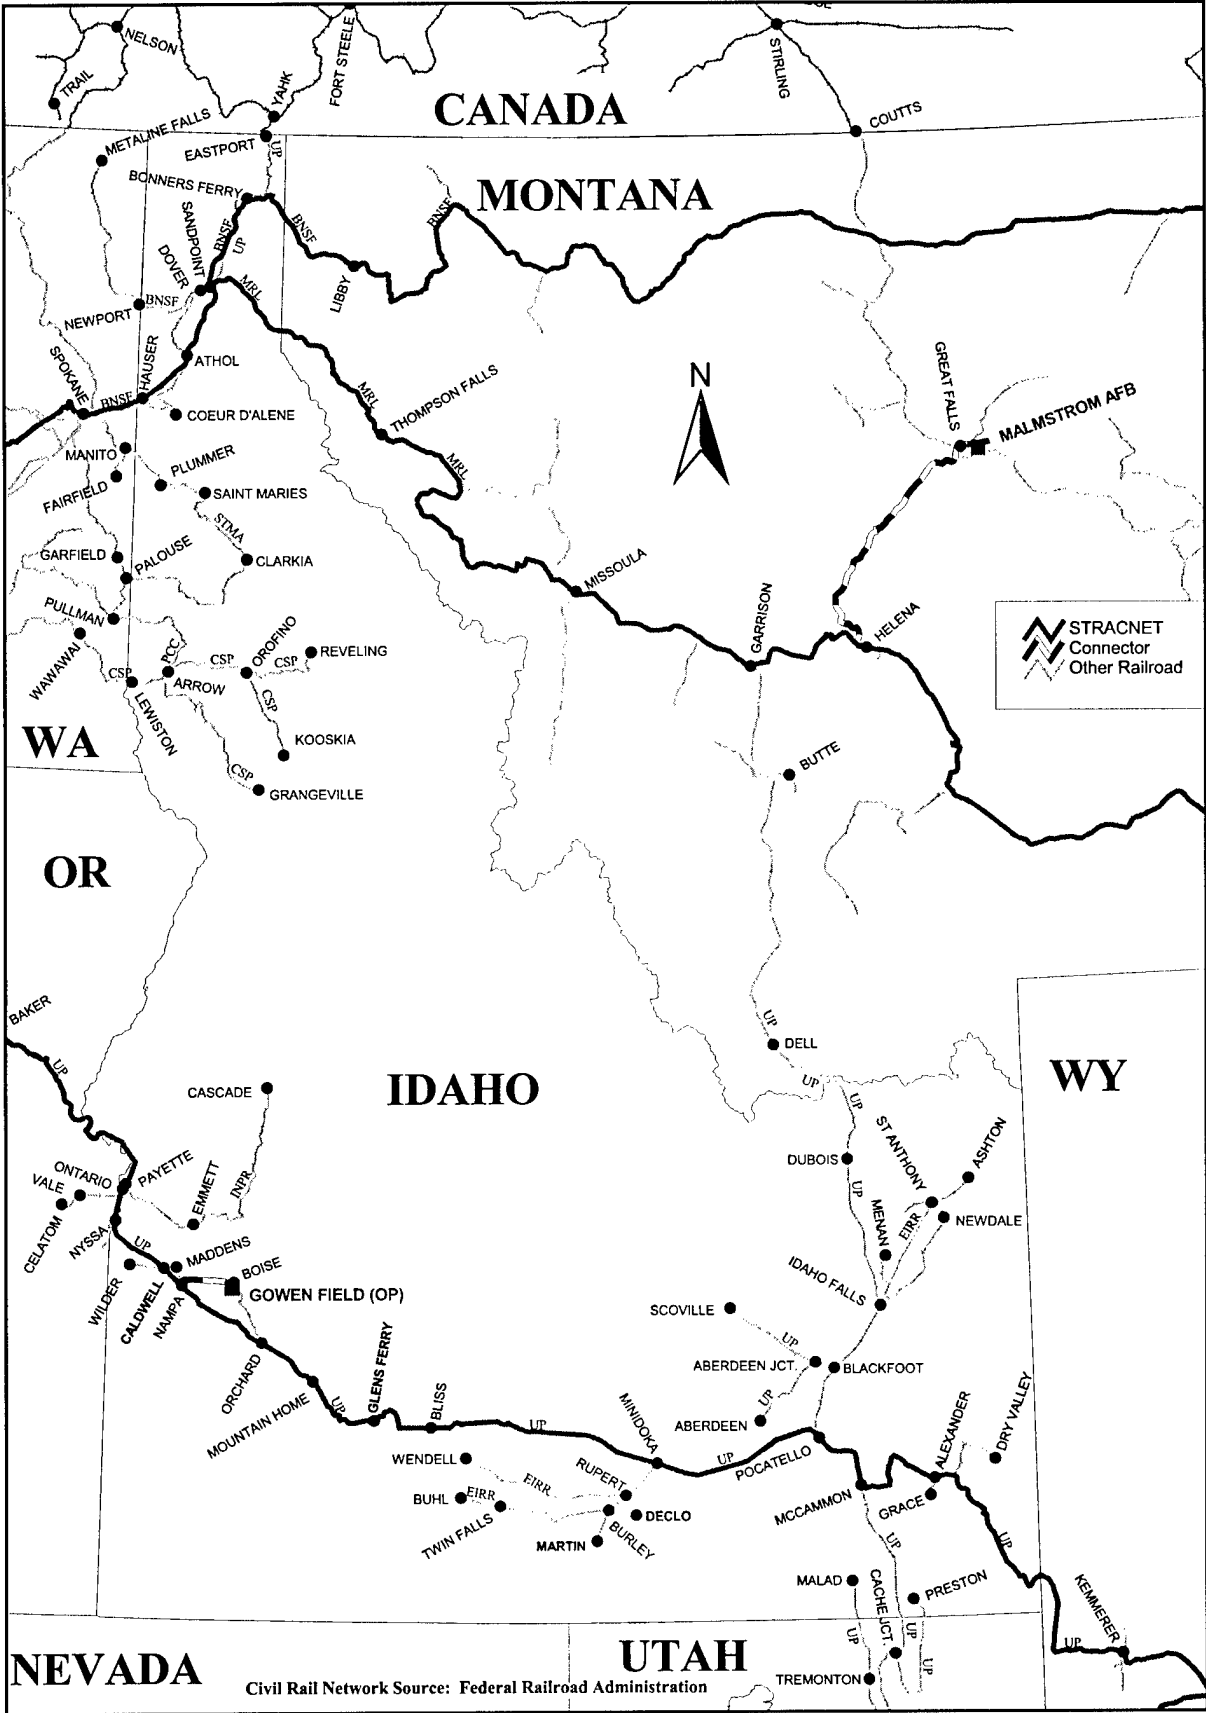 NELSON
TRAIL
FORT STEELE
YAHK
STIRLING
CANADA
COUTTS
METALINE FALLS
EASTPORT
UP
BONNERS FERRY
MONTANA
BNSF
SANDPOINT
BNSF
UP
BNSF
DOVER
MRL
LIBBY
NEWPORT
BNSF
SPOKANE
HAUSER
ATHOL
BNSF
COEUR D'ALENE
MRL
THOMPSON FALLS
N
GREAT FALLS
MALMSTROM AFB
MANITO
PLUMMER
MRL
FAIRFIELD
SAINT MARIES
STMA
GARFIELD
PALOUSE
CLARKIA
MISSOULA
PULLMAN
GARRISON
HELENA
STRACNET
Connector
Other Railroad
WAWAWAI
PCC
CSP
OROFINO
CSP
REVELING
CSP
ARROW
CSP
LEWISTON
WA
KOOSKIA
CSP
GRANGEVILLE
BUTTE
OR
BAKER
UP
DELL
UP
UP
IDAHO
WY
CASCADE
UP
ST ANTHONY
ASHTON
DUBOIS
ONTARIO
PAYETTE
VALE
EMMETT
INPR
UP
MENAN
EIRR
NEWDALE
CELATOM
NYSSA
UP
MADDENS
BOISE
IDAHO FALLS
WILDER
CALDWELL
NAMPA
GOWEN FIELD (OP)
SCOVILLE
UP
ABERDEEN JCT.
BLACKFOOT
ORCHARD
GLENS FERRY
UP
MOUNTAIN HOME
UP
BLISS
UP
MINIDOKA
ABERDEEN
ALEXANDER
DRY VALLEY
WENDELL
EIRR
RUPERT
UP
POCATELLO
BUHL
EIRR
MCCAMMON
GRACE
TWIN FALLS
DECLO
MARTIN
BURLEY
UP
UP
MALAD
CACHE JCT.
PRESTON
KEMMERER
UP
UP
UP
UP
NEVADA
UTAH
TREMONTON
Civil Rail Network Source: Federal Railroad Administration